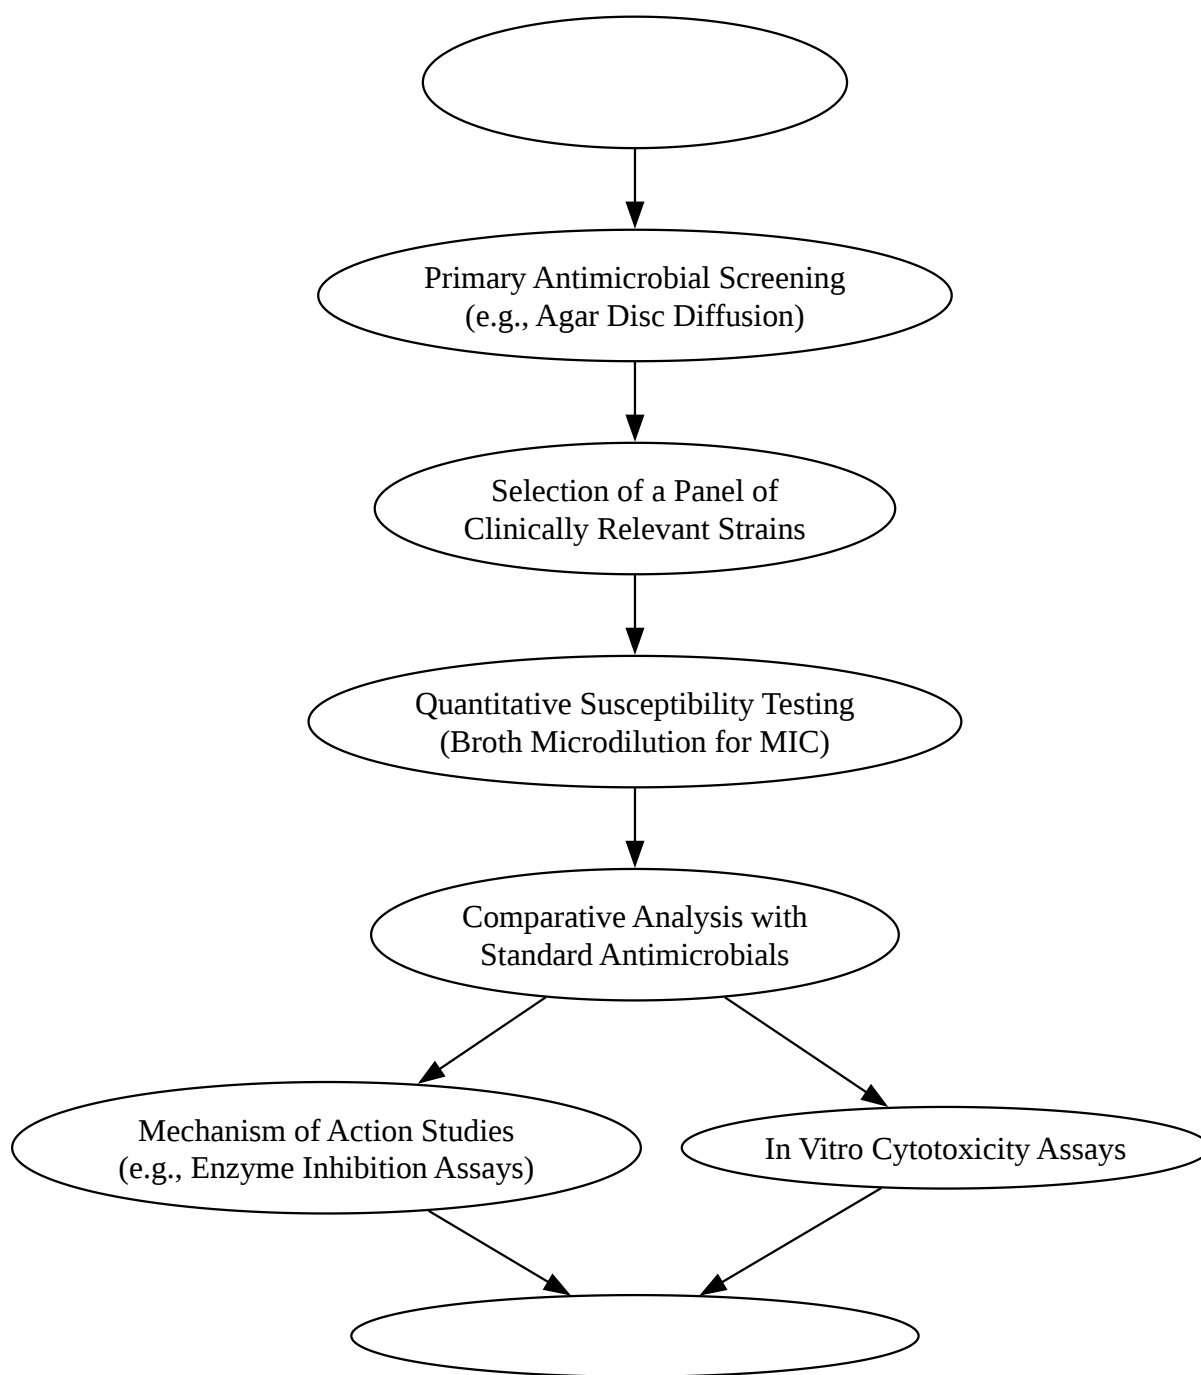 Primary Antimicrobial Screening
(e.g., Agar Disc Diffusion)
Selection of a Panel of
Clinically Relevant Strains
Quantitative Susceptibility Testing
(Broth Microdilution for MIC)
Comparative Analysis with
Standard Antimicrobials
Mechanism of Action Studies
(e.g., Enzyme Inhibition Assays)
In Vitro Cytotoxicity Assays